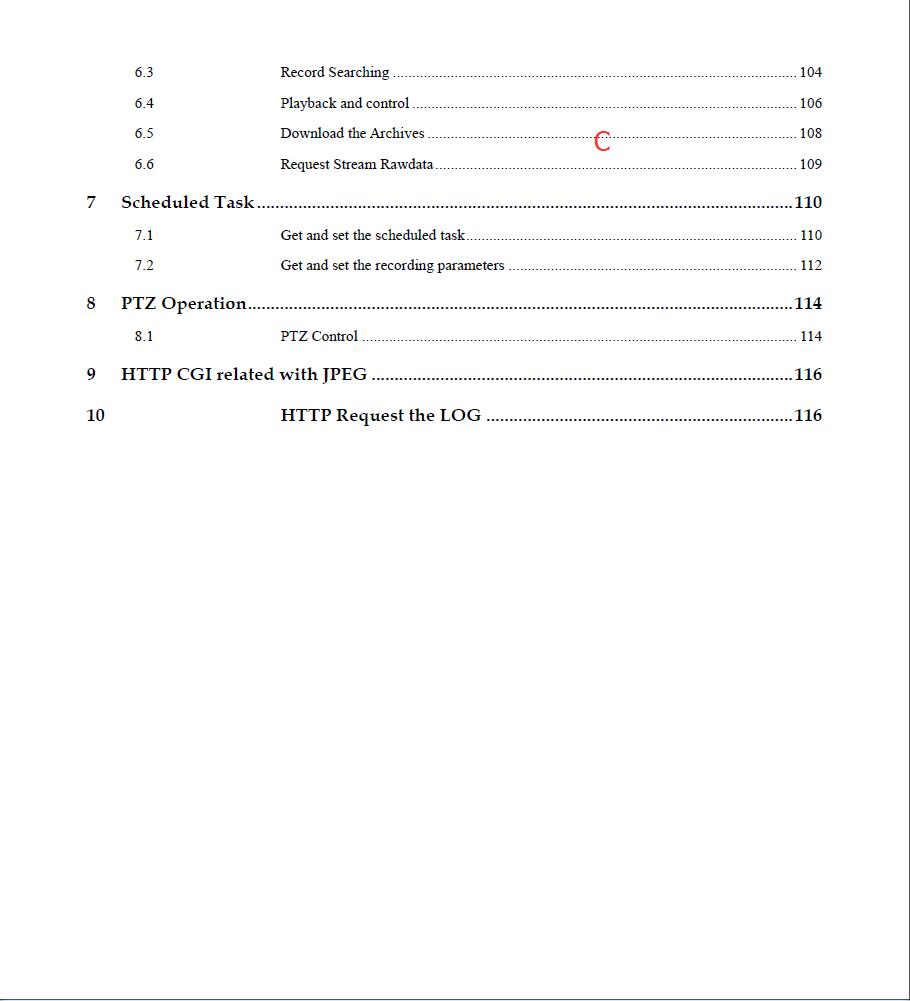 6.3 Record Searching ........ 104
6.4 Playback and control ........ 106
6.5 Download the Archives ........ 108
C
6.6 Request Stream Rawdata ........ 109
7 Scheduled Task ........ 110
7.1 Get and set the scheduled task ........ 110
7.2 Get and set the recording parameters ........ 112
8 PTZ Operation ........ 114
8.1 PTZ Control ........ 114
9 HTTP CGI related with JPEG ........ 116
10 HTTP Request the LOG ........ 116